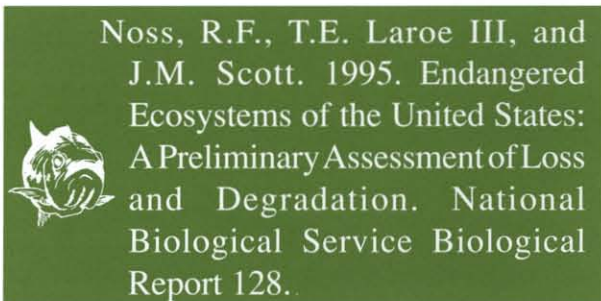 Noss, R.F., T.E. Laroe III, and
J.M. Scott. 1995. Endangered
Ecosystems of the United States:
A Preliminary Assessment of Loss
and Degradation. National
Biological Service Biological
Report 128.